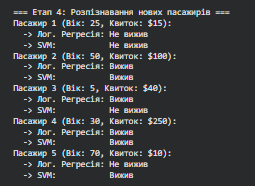 === Етап 4: Розпізнавання нових пасажирів ===
Пасажир 1 (Вік: 25, Квиток: $15):
-> Лог. Регресія: Не вижив
-> SVM: Не вижив
Пасажир 2 (Вік: 50, Квиток: $100):
-> Лог. Регресія: Вижив
-> SVM: Вижив
Пасажир 3 (Вік: 5, Квиток: $40):
-> Лог. Регресія: Вижив
-> SVM: Не вижив
Пасажир 4 (Вік: 30, Квиток: $250):
-> Лог. Регресія: Вижив
-> SVM: Вижив
Пасажир 5 (Вік: 70, Квиток: $10):
-> Лог. Регресія: Не вижив
-> SVM: Вижив